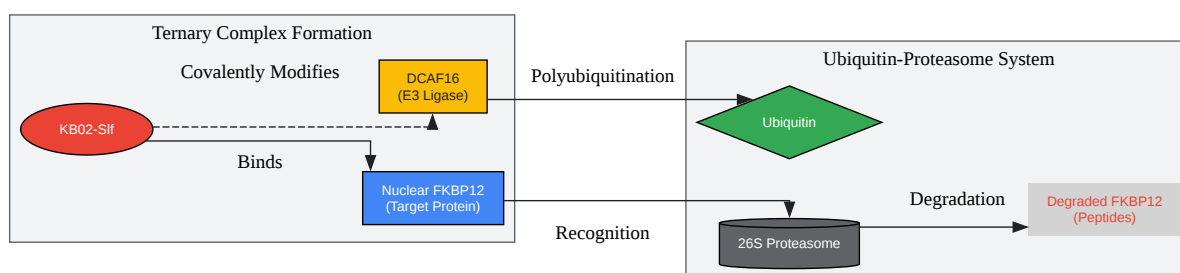 Ternary Complex Formation
Covalently Modifies
DCAF16
(E3 Ligase)
KB02-Slf
Binds
Nuclear FKBP12
(Target Protein)
Polyubiquitination
Recognition
Ubiquitin-Proteasome System
Ubiquitin
26S Proteasome
Degradation
Degraded FKBP12
(Peptides)